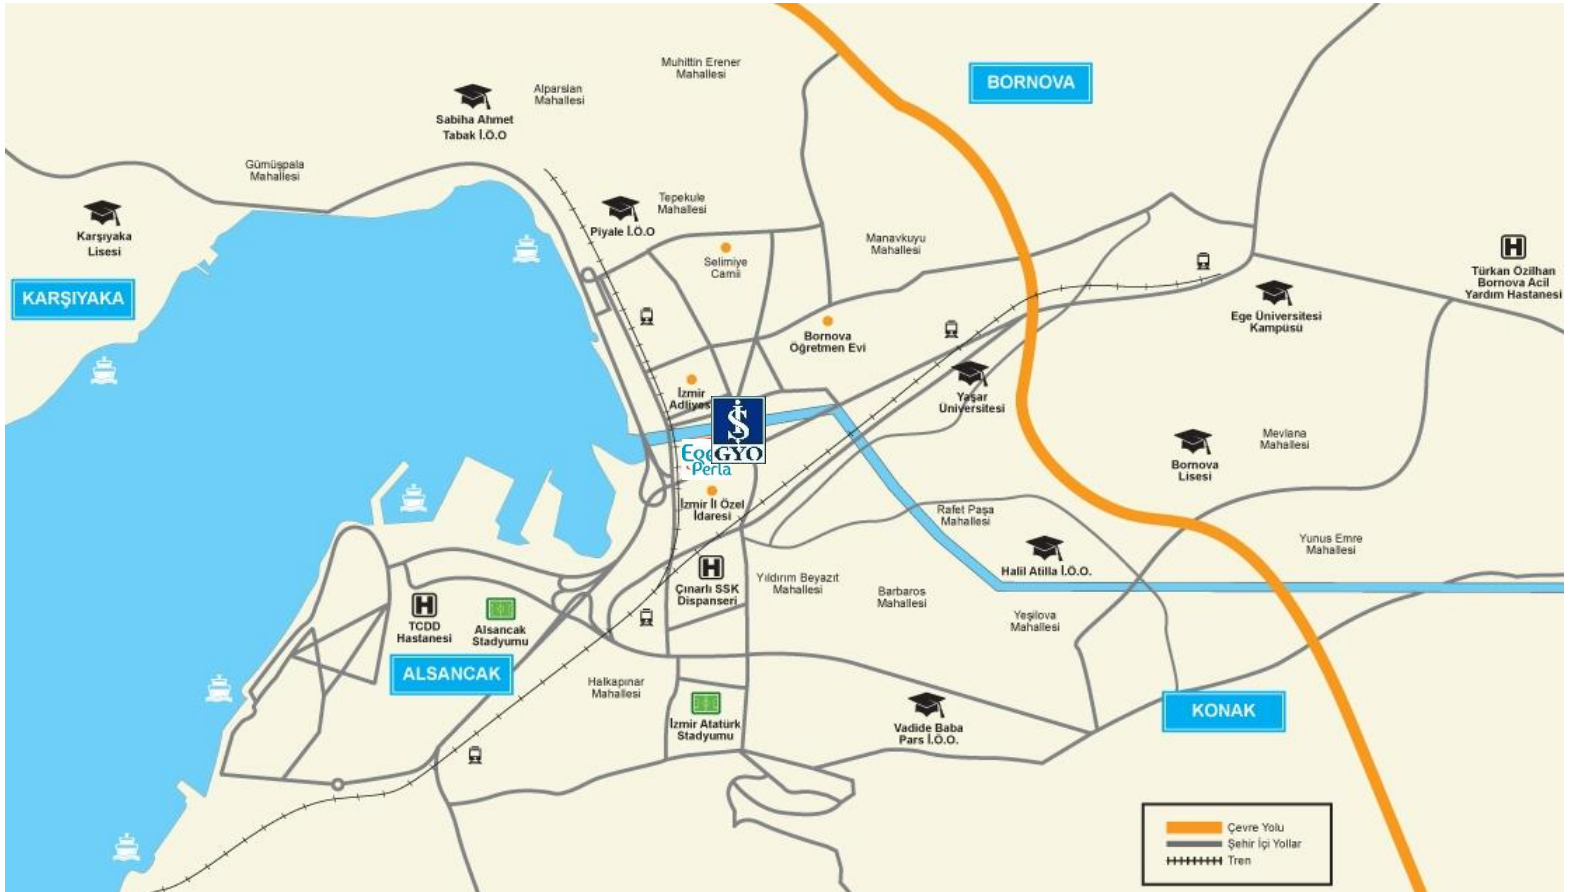 Muhittin Erener
Mahallesi
BORNOVA
Alparslan
Mahallesi
Sabiha Ahmet
Tabak İ.Ö.O
Gümüşpala
Mahallesi
Karşıyaka
Lisesi
Piyale İ.Ö.O
Tepekule
Mahallesi
Selimiye
Camii
Manavkuyu
Mahallesi
H
Türkan Özilhan
Bornova Acil
Yardım Hastanesi
KARŞIYAKA
Ege Üniversitesi
Kampüsü
Bornova
Öğretmen Evi
İzmir
Adliyesi
Yaşar
Üniversitesi
İŞ
GYO
Ege
Perla
Mevlana
Mahallesi
Bornova
Lisesi
İzmir İl Özel
İdaresi
Rafet Paşa
Mahallesi
Yunus Emre
Mahallesi
Halil Atilla İ.Ö.O.
H
Çınarlı SSK
Dispanseri
Yıldırım Beyazıt
Mahallesi
Barbaros
Mahallesi
Yeşilova
Mahallesi
H
TCDD
Hastanesi
Alsancak
Stadyumu
ALSANCAK
Halkapınar
Mahallesi
İzmir Atatürk
Stadyumu
Vadide Baba
Pars İ.Ö.O.
KONAK
Çevre Yolu
Şehir İçi Yollar
Tren